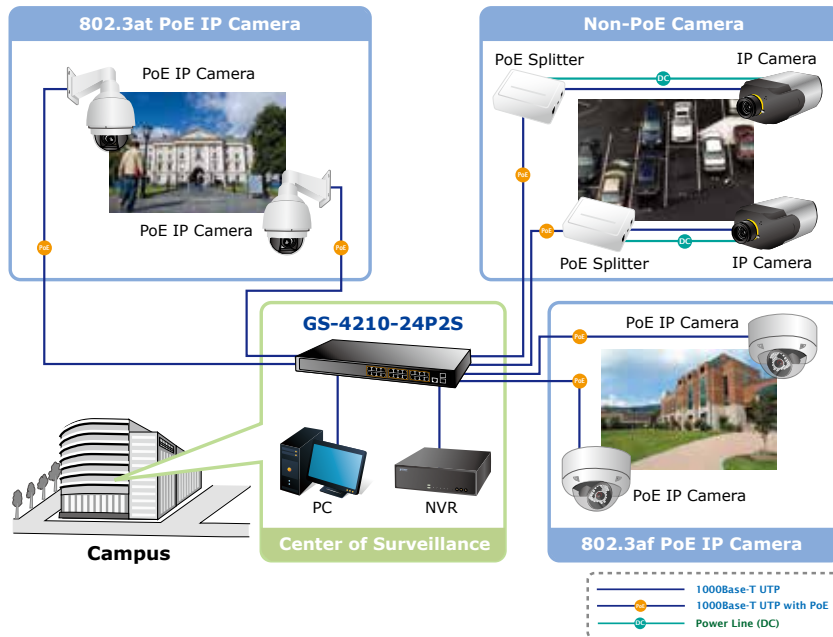 802.3at PoE IP Camera
PoE IP Camera
PoE IP Camera
PoE
PoE
Non-PoE Camera
PoE Splitter
IP Camera
DC
PoE
PoE
DC
PoE Splitter
IP Camera
GS-4210-24P2S
PC
NVR
Center of Surveillance
Campus
PoE IP Camera
PoE
PoE
PoE IP Camera
802.3af PoE IP Camera
1000Base-T UTP
PoE
1000Base-T UTP with PoE
DC
Power Line (DC)